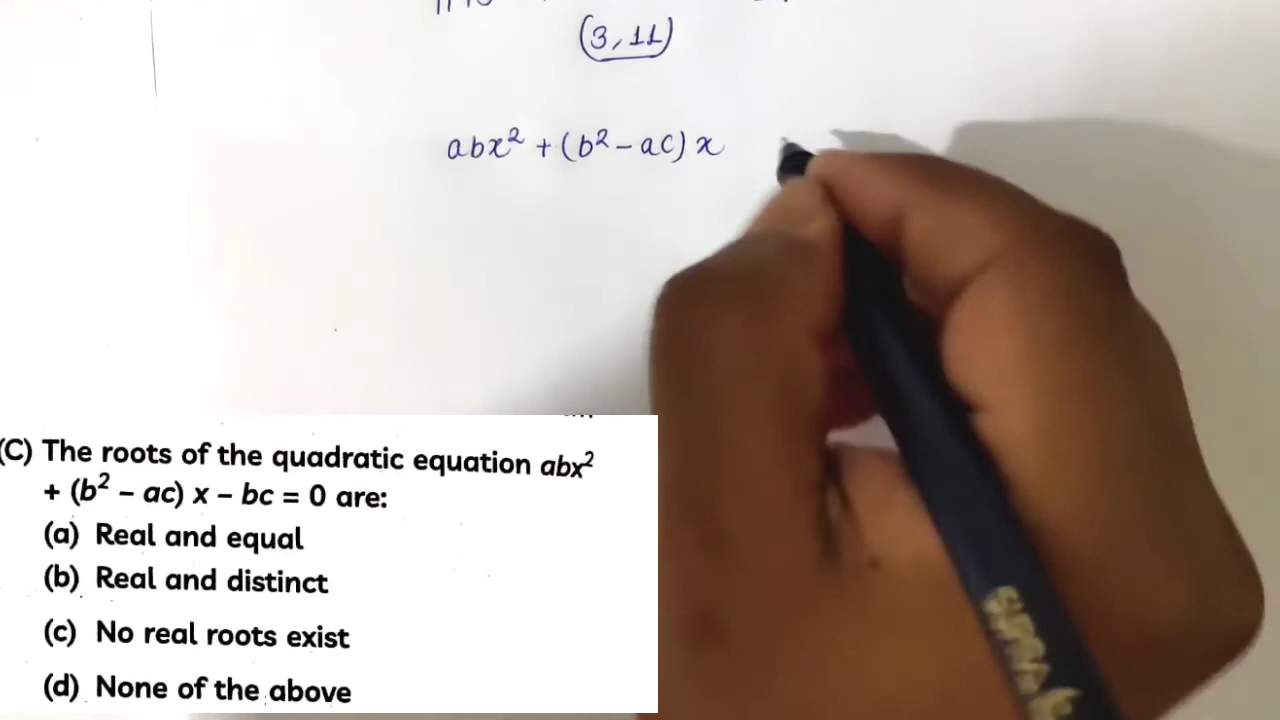 (3, 11)
abx² + (b² – ac) x
(C) The roots of the quadratic equation abx²
+ (b² – ac) x – bc = 0 are:
(a) Real and equal
(b) Real and distinct
(c) No real roots exist
(d) None of the above